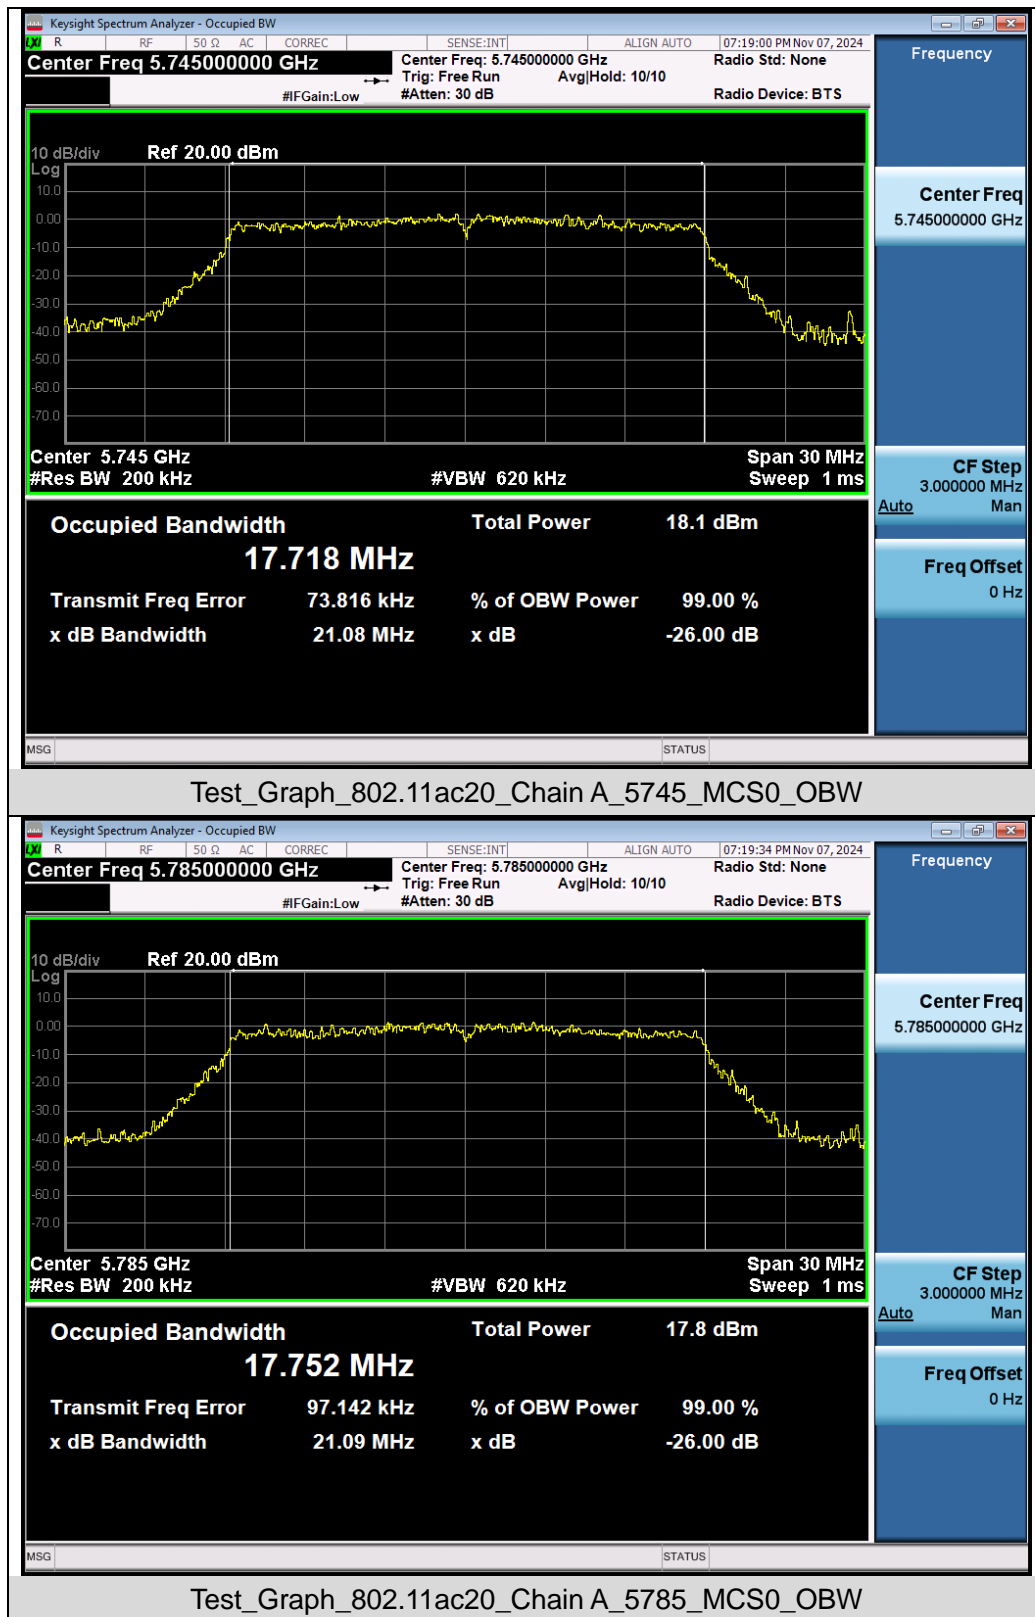 Keysight Spectrum Analyzer - Occupied BW
LXI R RF 50 Ω AC CORREC SENSE:INT ALIGN AUTO 07:19:00 PM Nov 07, 2024
Center Freq 5.745000000 GHz Center Freq: 5.745000000 GHz Radio Std: None
Trig: Free Run Avg|Hold: 10/10
#IFGain:Low #Atten: 30 dB Radio Device: BTS
10 dB/div Ref 20.00 dBm
Log
10.0
0.00
-10.0
-20.0
-30.0
-40.0
-50.0
-60.0
-70.0
Center 5.745 GHz Span 30 MHz
#Res BW 200 kHz #VBW 620 kHz Sweep 1 ms
Occupied Bandwidth Total Power 18.1 dBm
17.718 MHz
Transmit Freq Error 73.816 kHz % of OBW Power 99.00 %
x dB Bandwidth 21.08 MHz x dB -26.00 dB
MSG STATUS
Frequency
Center Freq
5.745000000 GHz
CF Step
3.000000 MHz
Auto Man
Freq Offset
0 Hz
Test_Graph_802.11ac20_Chain A_5745_MCS0_OBW
Keysight Spectrum Analyzer - Occupied BW
LXI R RF 50 Ω AC CORREC SENSE:INT ALIGN AUTO 07:19:34 PM Nov 07, 2024
Center Freq 5.785000000 GHz Center Freq: 5.785000000 GHz Radio Std: None
Trig: Free Run Avg|Hold: 10/10
#IFGain:Low #Atten: 30 dB Radio Device: BTS
10 dB/div Ref 20.00 dBm
Log
10.0
0.00
-10.0
-20.0
-30.0
-40.0
-50.0
-60.0
-70.0
Center 5.785 GHz Span 30 MHz
#Res BW 200 kHz #VBW 620 kHz Sweep 1 ms
Occupied Bandwidth Total Power 17.8 dBm
17.752 MHz
Transmit Freq Error 97.142 kHz % of OBW Power 99.00 %
x dB Bandwidth 21.09 MHz x dB -26.00 dB
MSG STATUS
Frequency
Center Freq
5.785000000 GHz
CF Step
3.000000 MHz
Auto Man
Freq Offset
0 Hz
Test_Graph_802.11ac20_Chain A_5785_MCS0_OBW